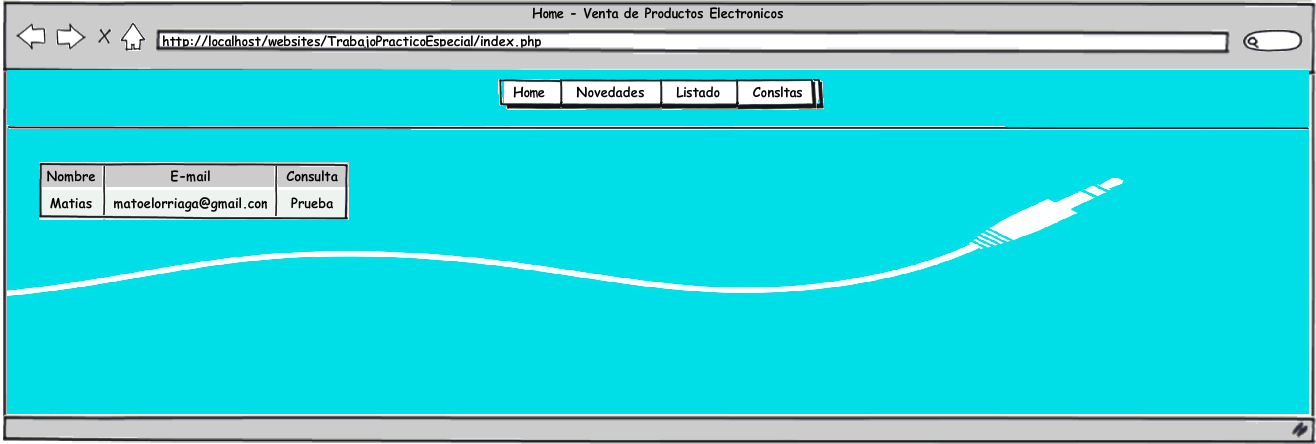 Home - Venta de Productos Electronicos
http://localhost/websites/TrabajoPracticoEspecial/index.php
Home Novedades Listado Consltas
Nombre E-mail Consulta
Matias matoelorriaga@gmail.con Prueba